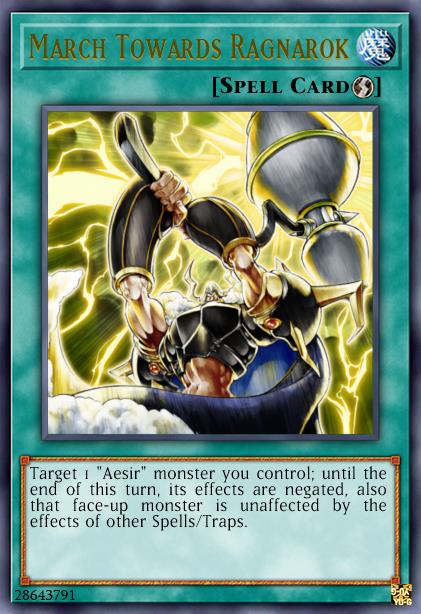 MARCH TOWARDS RAGNAROK
魔
[SPELL CARD]
Target 1 "Aesir" monster you control; until the
end of this turn, its effects are negated, also
that face-up monster is unaffected by the
effects of other Spells/Traps.
28643791